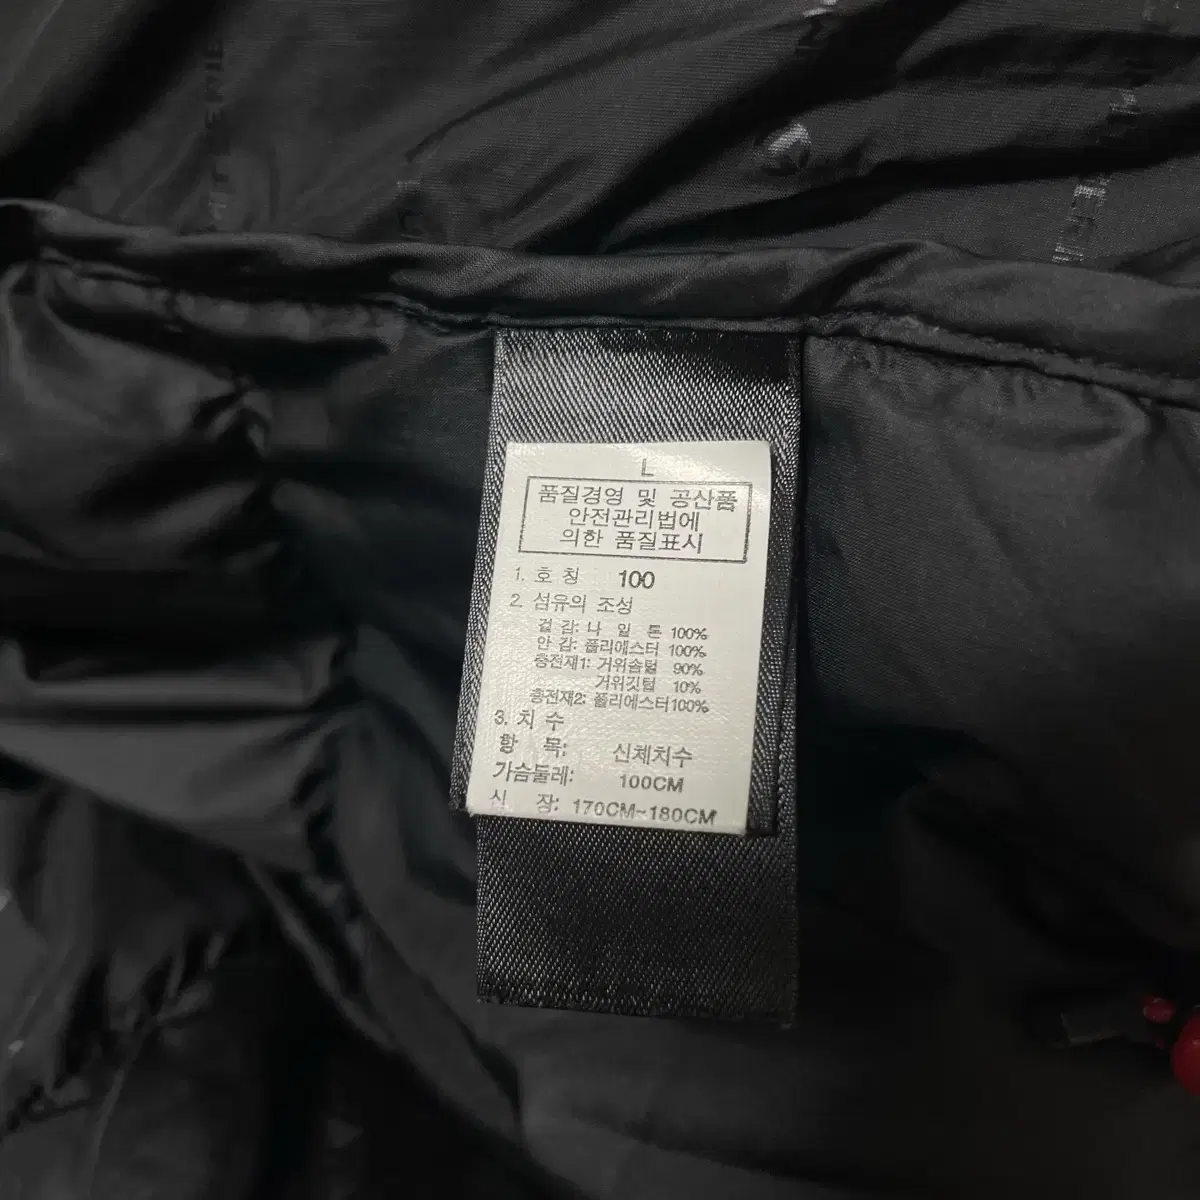 L
품질경영 및 공산품
안전관리법에
의한 품질표시
1. 호 칭 100
2. 섬유의 조성
겉 감: 나 일 론 100%
안 감: 폴리에스터 100%
충전재1: 거위솜털 90%
거위깃털 10%
충전재2: 폴리에스터100%
3. 치 수
항 목: 신체치수
가슴둘레: 100CM
신 장: 170CM~180CM